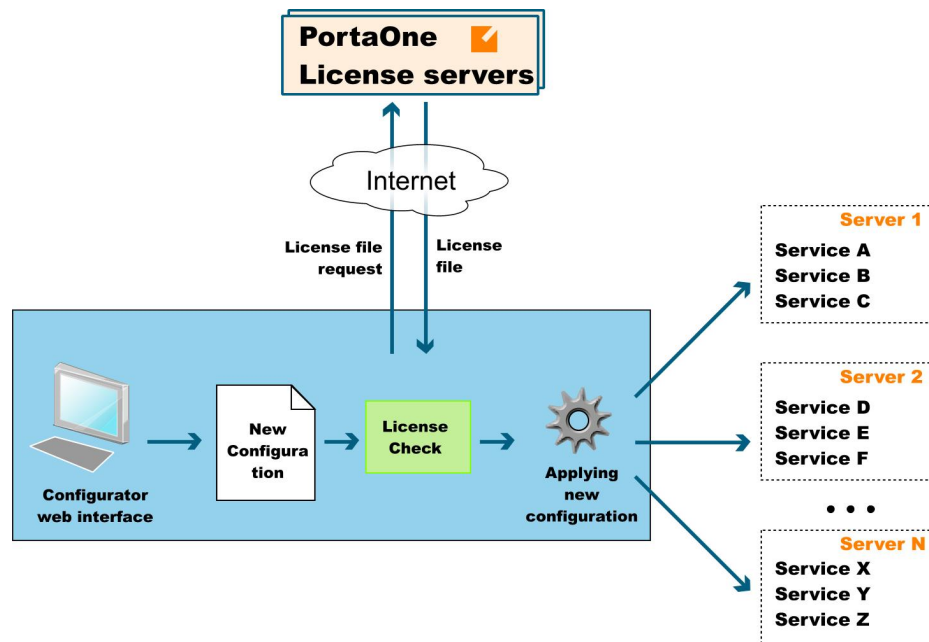 PortaOne
License servers
Internet
License file
request
License
file
Server 1
Service A
Service B
Service C
Server 2
Service D
Service E
Service F
• • •
Server N
Service X
Service Y
Service Z
Configurator
web interface
New
Configura
tion
License
Check
Applying
new
configuration